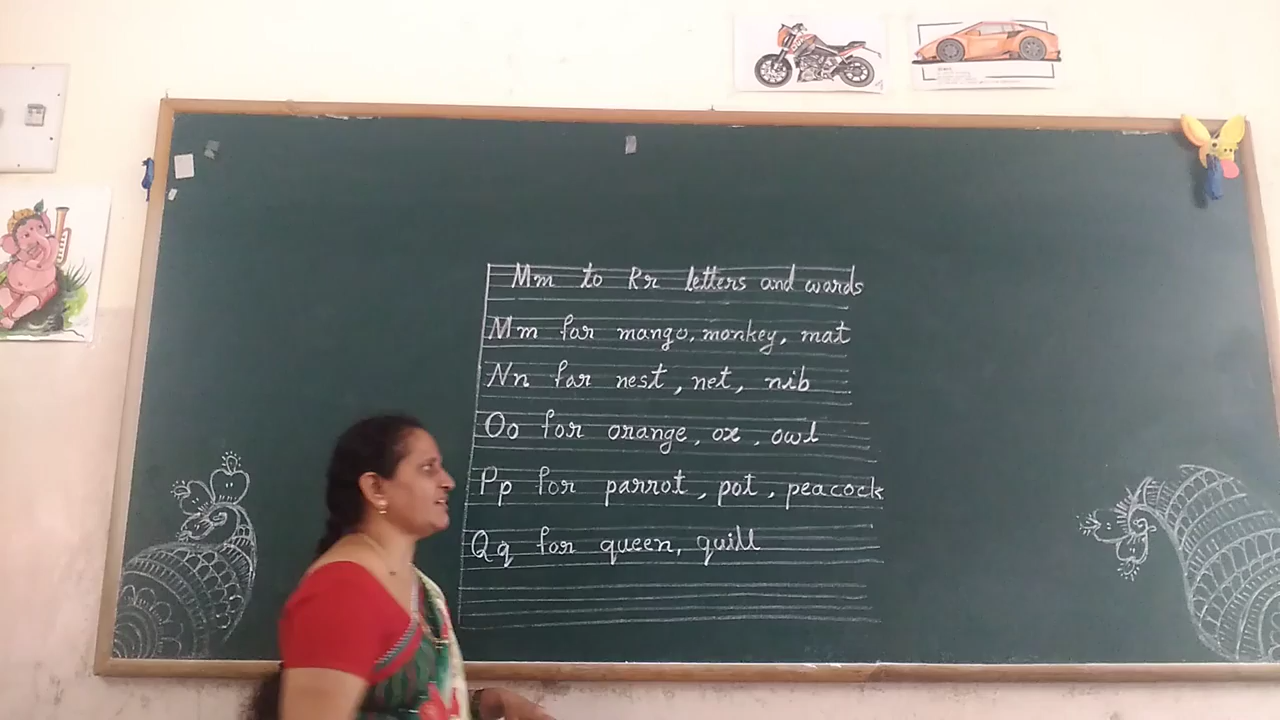 Mm to Rr letters and words
Mm for mango, monkey, mat
Nn for nest, net, nib
Oo for orange, ox, owl
Pp for parrot, pot, peacock
Qq for queen, quill